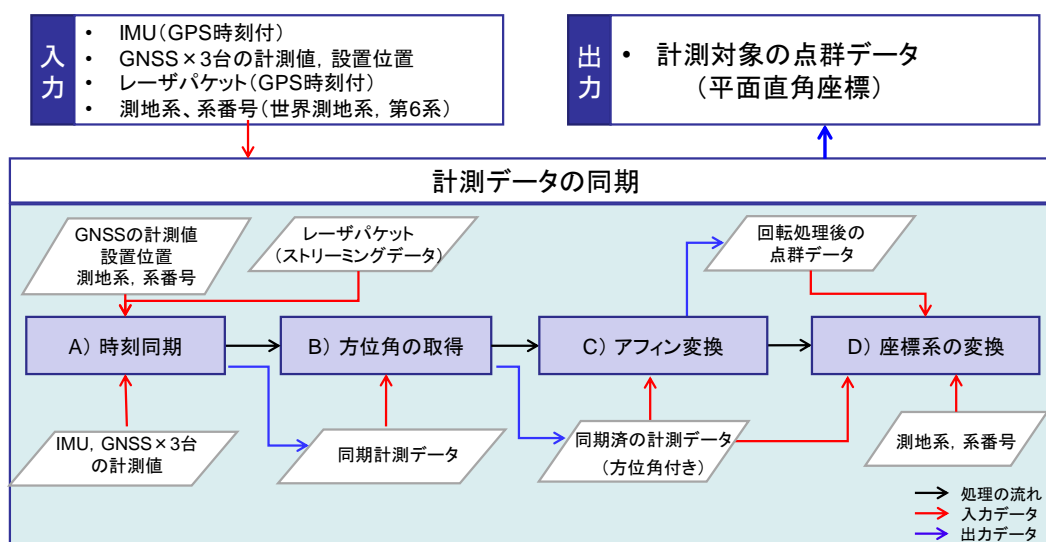 入力
• IMU(GPS時刻付)
• GNSS×3台の計測値，設置位置
• レーザパケット(GPS時刻付)
• 測地系、系番号(世界測地系，第6系)
出力
• 計測対象の点群データ
(平面直角座標)
計測データの同期
GNSSの計測値
設置位置
測地系，系番号
レーザパケット
(ストリーミングデータ)
回転処理後の
点群データ
A) 時刻同期
B) 方位角の取得
C) アフィン変換
D) 座標系の変換
IMU，GNSS×3台
の計測値
同期計測データ
同期済の計測データ
(方位角付き)
測地系，系番号
処理の流れ
入力データ
出力データ